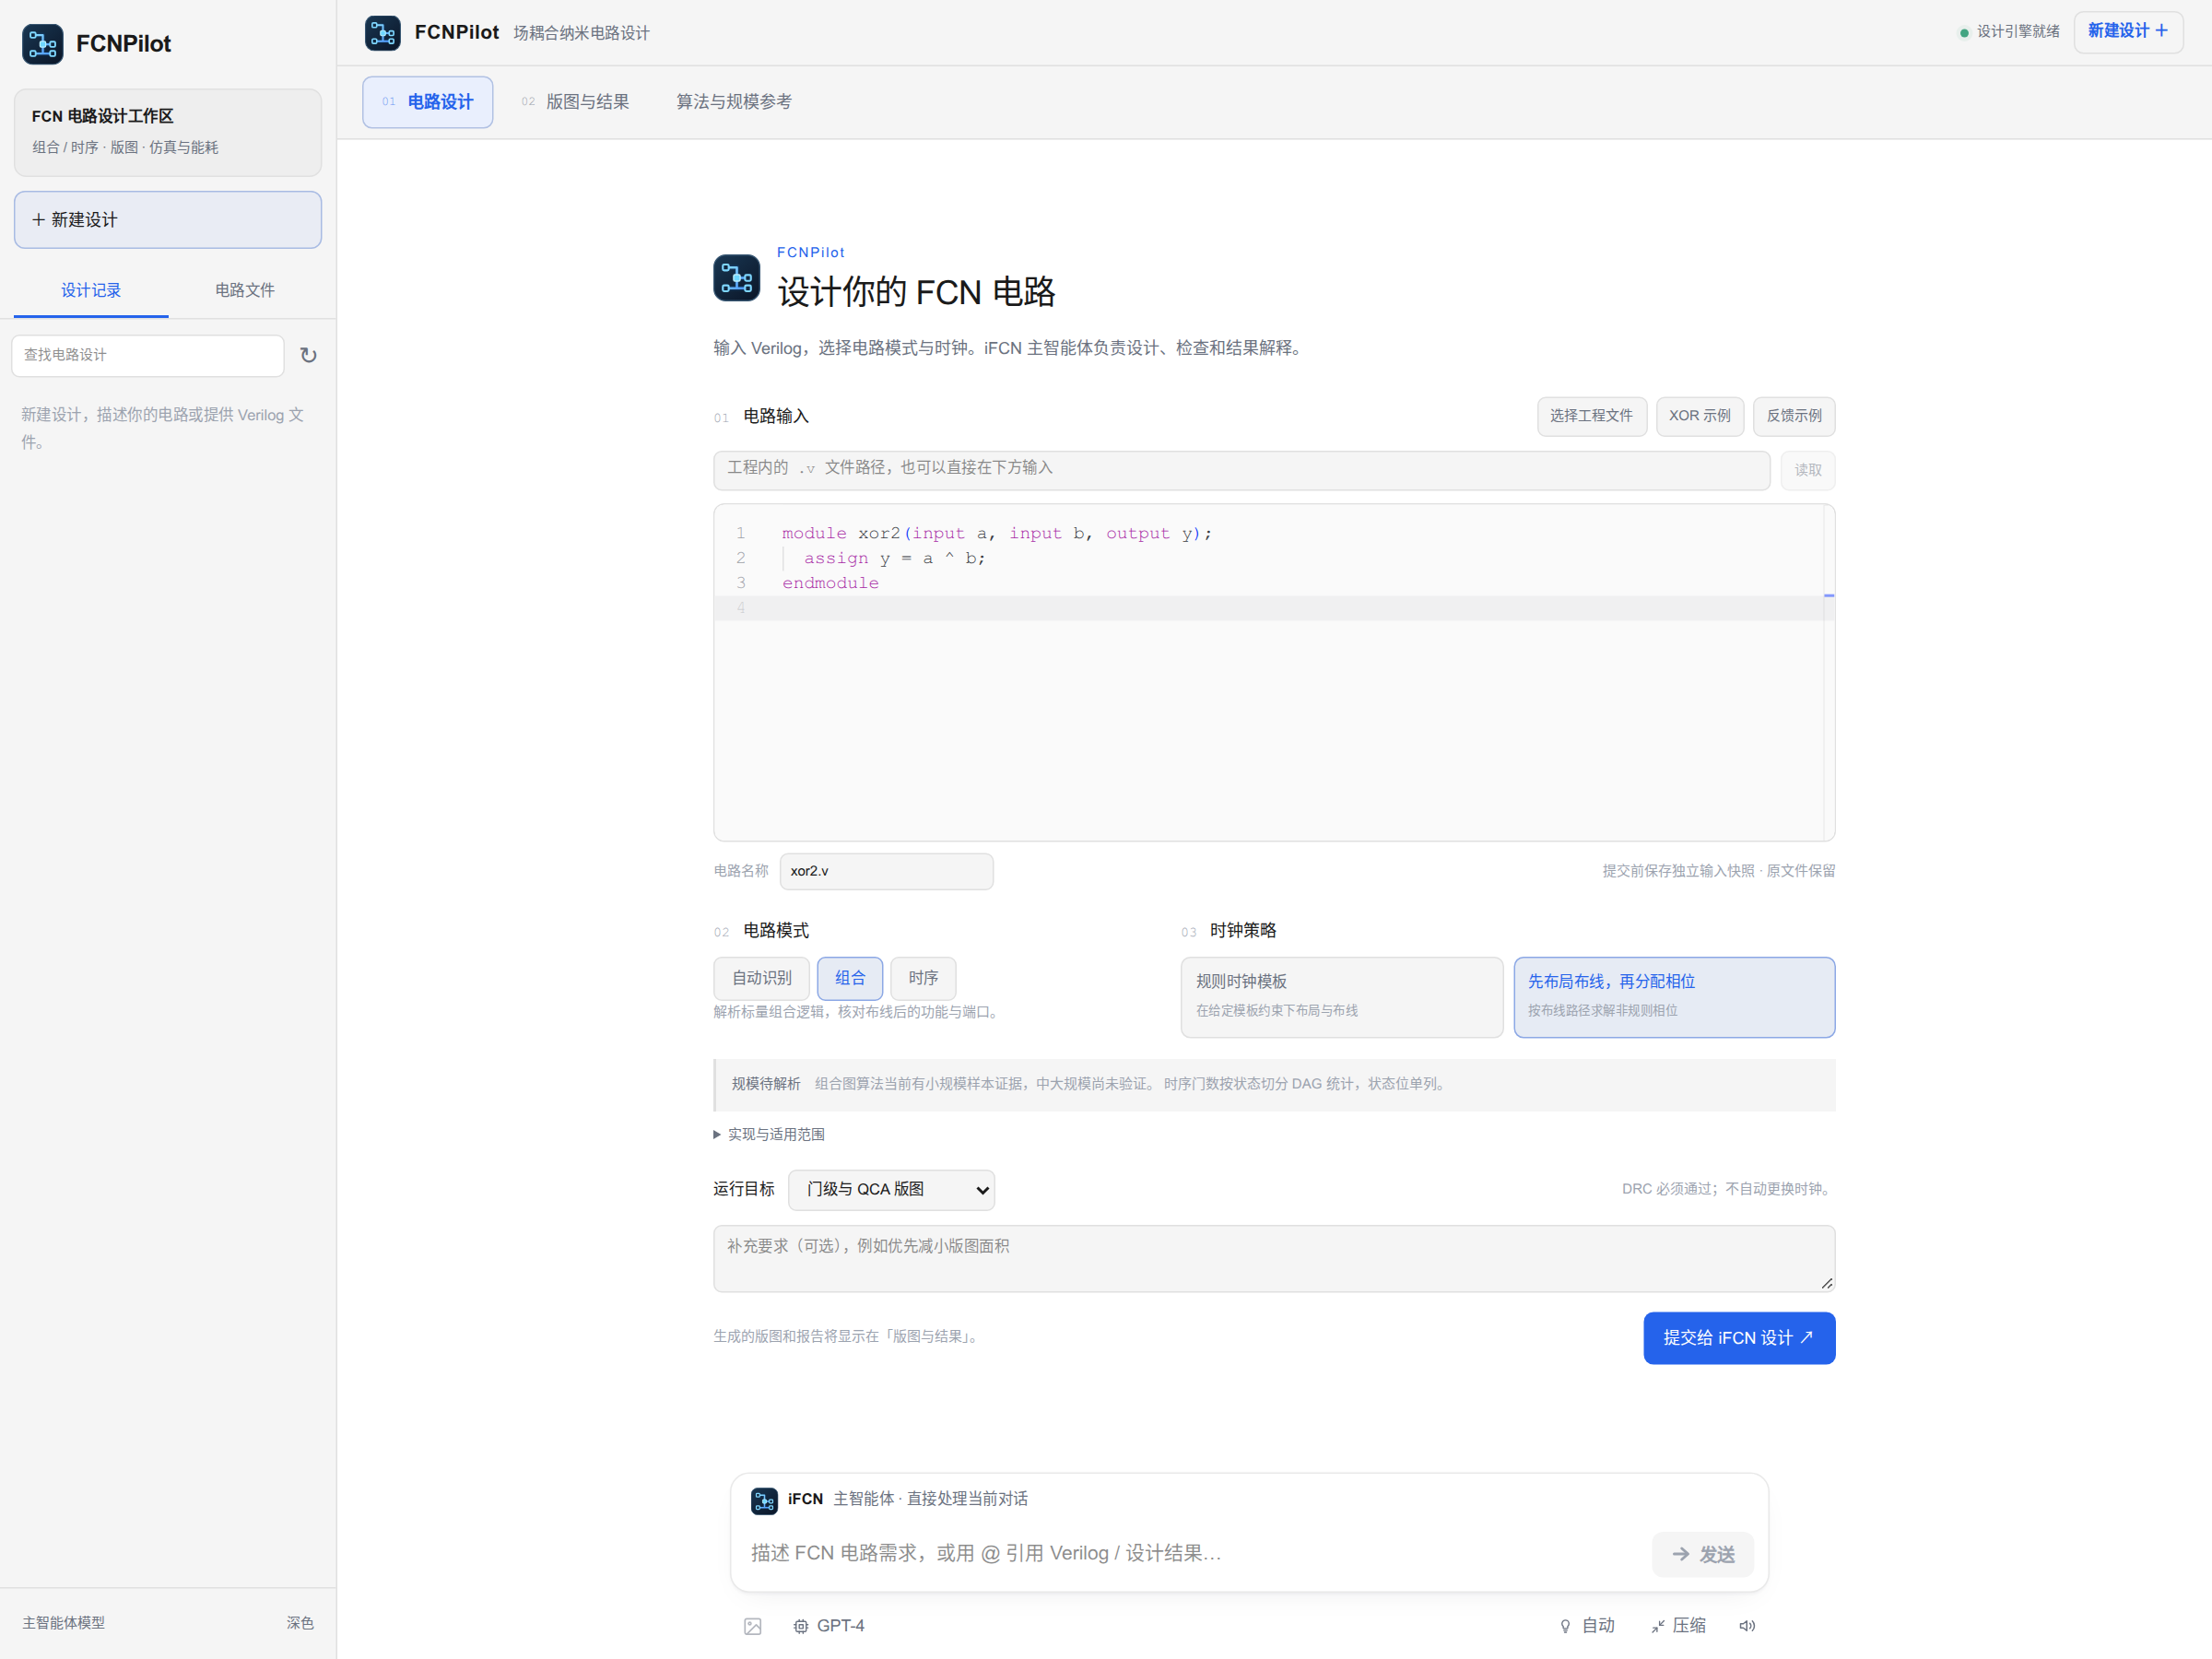 FCNPilot
FCN 电路设计工作区
组合 / 时序 · 版图 · 仿真与能耗
+ 新建设计
设计记录
电路文件
查找电路设计
新建设计，描述你的电路或提供 Verilog 文
件。
主智能体模型
深色
FCNPilot 场耦合纳米电路设计
设计引擎就绪
新建设计 +
01 电路设计
02 版图与结果
算法与规模参考
FCNPilot
设计你的 FCN 电路
输入 Verilog，选择电路模式与时钟。iFCN 主智能体负责设计、检查和结果解释。
01 电路输入
选择工程文件
XOR 示例
反馈示例
工程内的 .v 文件路径，也可以直接在下方输入
读取
1 module xor2(input a, input b, output y);
2 assign y = a ^ b;
3 endmodule
4
电路名称 xor2.v
提交前保存独立输入快照 · 原文件保留
02 电路模式
自动识别
组合
时序
解析标量组合逻辑，核对布线后的功能与端口。
03 时钟策略
规则时钟模板
在给定模板约束下布局与布线
先布局布线，再分配相位
按布线路径求解非规则相位
规模待解析 组合图算法当前有小规模样本证据，中大规模尚未验证。 时序门数按状态切分 DAG 统计，状态位单列。
实现与适用范围
运行目标 门级与 QCA 版图
DRC 必须通过；不自动更换时钟。
补充要求（可选），例如优先减小版图面积
生成的版图和报告将显示在「版图与结果」。
提交给 iFCN 设计 ↗
iFCN 主智能体 · 直接处理当前对话
描述 FCN 电路需求，或用 @ 引用 Verilog / 设计结果…
→ 发送
GPT-4
自动
压缩